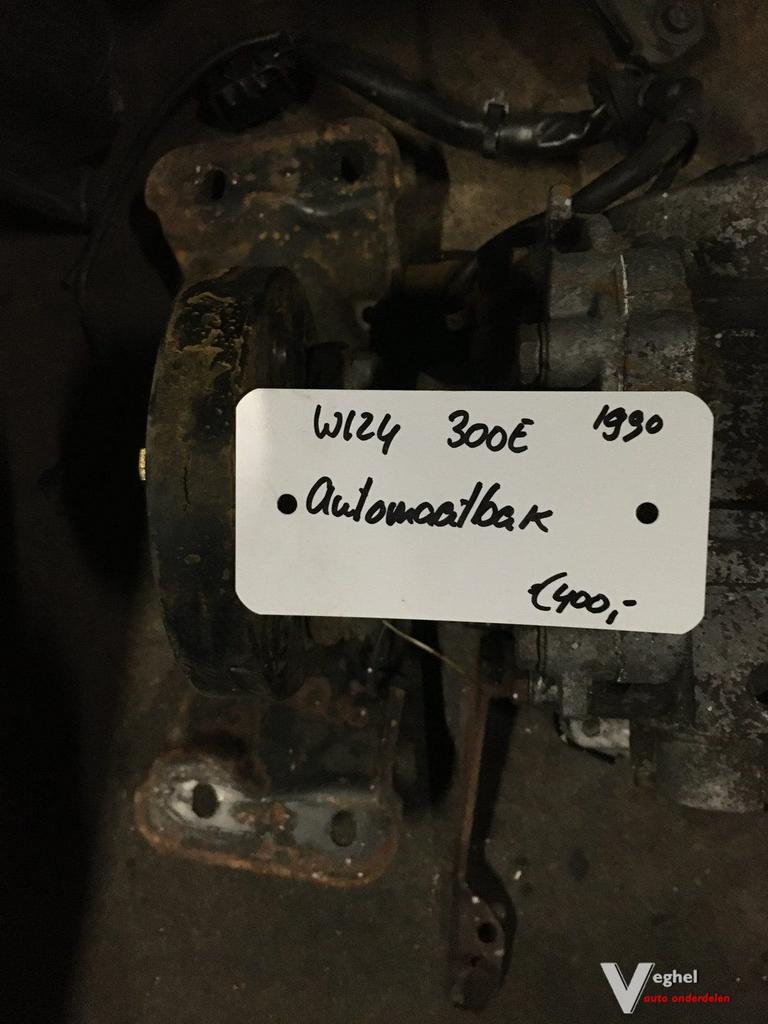 W124 300E 1990
Automaatbak
€400,-
Veghel
auto onderdelen